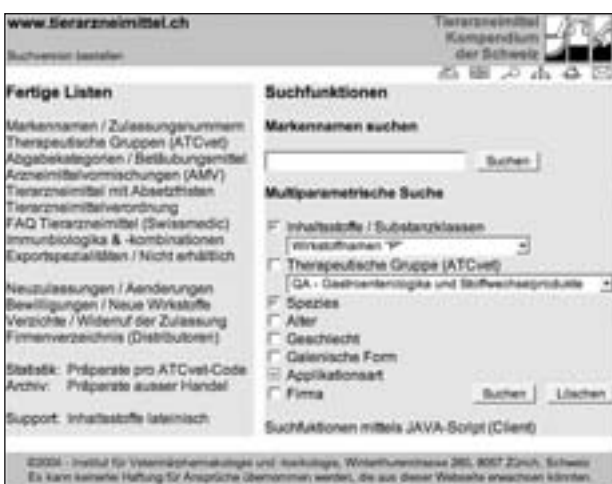 www.tierarzneimittel.ch
Tierarzneimittel
Kompendium
der Schweiz
Buchversion bestellen
Fertige Listen
Markennamen / Zulassungsnummern
Therapeutische Gruppen (ATCvet)
Abgabekategorien / Betäubungsmittel
Arzneimittelvormischungen (AMV)
Tierarzneimittel mit Absetzfristen
Tierarzneimittelverordnung
FAQ Tierarzneimittel (Swissmedic)
Immunbiologika & -kombinationen
Exportspezialitäten / Nicht erhältlich
Neuzulassungen / Aenderungen
Bewilligungen / Neue Wirkstoffe
Verzichte / Widerruf der Zulassung
Firmenverzeichnis (Distributoren)
Statistik: Präparate pro ATCvet-Code
Archiv: Präparate ausser Handel
Support: Inhaltsstoffe lateinisch
Suchfunktionen
Markennamen suchen
Suchen
Multiparametrische Suche
Inhaltsstoffe / Substanzklassen
Wirkstoffnamen "P"
Therapeutische Gruppe (ATCvet)
QA - Gastroenterologika und Stoffwechselprodukte
Spezies
Alter
Geschlecht
Galenische Form
Applikationsart
Firma
Suchen Löschen
Suchfuktionen mittels JAVA-Script (Client)
©2004 - Institut für Veterinärpharmakologie und -toxikologie, Winterthurerstrasse 260, 8057 Zürich, Schweiz
Es kann keinerlei Haftung für Ansprüche übernommen werden, die aus dieser Webseite erwachsen könnten.